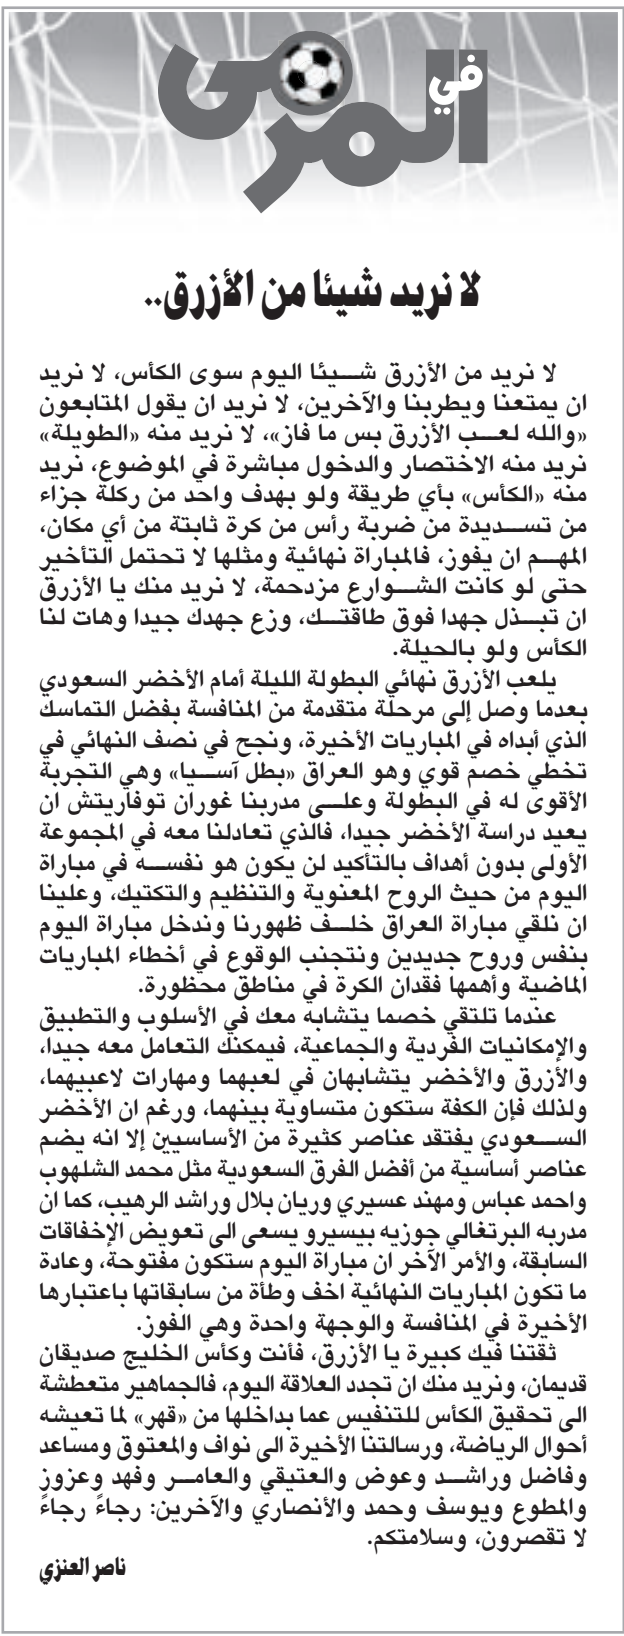 في المرمى
لا نريد شيئا من الأزرق..
لا نريد من الأزرق شـــيئا اليوم سوى الكأس، لا نريد
ان يمتعنا ويطربنا والآخرين، لا نريد ان يقول المتابعون
«والله لعـــب الأزرق بس ما فاز»، لا نريد منه «الطويلة»
نريد منه الاختصار والدخول مباشرة في الموضوع، نريد
منه «الكأس» بأي طريقة ولو بهدف واحد من ركلة جزاء
من تســـديدة من ضربة رأس من كرة ثابتة من أي مكان،
المهـــم ان يفوز، فالمباراة نهائية ومثلها لا تحتمل التأخير
حتى لو كانت الشـــوارع مزدحمة، لا نريد منك يا الأزرق
ان تبـــذل جهدا فوق طاقتـــك، وزع جهدك جيدا وهات لنا
الكأس ولو بالحيلة.
يلعب الأزرق نهائي البطولة الليلة أمام الأخضر السعودي
بعدما وصل إلى مرحلة متقدمة من المنافسة بفضل التماسك
الذي أبداه في المباريات الأخيرة، ونجح في نصف النهائي في
تخطي خصم قوي وهو العراق «بطل آســـيا» وهي التجربة
الأقوى له في البطولة وعلـــى مدربنا غوران توفاريتش ان
يعيد دراسة الأخضر جيدا، فالذي تعادلنا معه في المجموعة
الأولى بدون أهداف بالتأكيد لن يكون هو نفســـه في مباراة
اليوم من حيث الروح المعنوية والتنظيم والتكتيك، وعلينا
ان نلقي مباراة العراق خلـــف ظهورنا وندخل مباراة اليوم
بنفس وروح جديدين ونتجنب الوقوع في أخطاء المباريات
الماضية وأهمها فقدان الكرة في مناطق محظورة.
عندما تلتقي خصما يتشابه معك في الأسلوب والتطبيق
والإمكانيات الفردية والجماعية، فيمكنك التعامل معه جيدا،
والأزرق والأخضر يتشابهان في لعبهما ومهارات لاعبيهما،
ولذلك فإن الكفة ستكون متساوية بينهما، ورغم ان الأخضر
الســـعودي يفتقد عناصر كثيرة من الأساسيين إلا انه يضم
عناصر أساسية من أفضل الفرق السعودية مثل محمد الشلهوب
واحمد عباس ومهند عسيري وريان بلال وراشد الرهيب، كما ان
مدربه البرتغالي جوزيه بيسيرو يسعى الى تعويض الإخفاقات
السابقة، والأمر الآخر ان مباراة اليوم ستكون مفتوحة، وعادة
ما تكون المباريات النهائية اخف وطأة من سابقاتها باعتبارها
الأخيرة في المنافسة والوجهة واحدة وهي الفوز.
ثقتنا فيك كبيرة يا الأزرق، فأنت وكأس الخليج صديقان
قديمان، ونريد منك ان تجدد العلاقة اليوم، فالجماهير متعطشة
الى تحقيق الكأس للتنفيس عما بداخلها من «قهر» لما تعيشه
أحوال الرياضة، ورسالتنا الأخيرة الى نواف والمعتوق ومساعد
وفاضل وراشـــد وعوض والعتيقي والعامـــر وفهد وعزوز
والمطوع ويوسف وحمد والأنصاري والآخرين: رجاءً رجاءً
لا تقصرون، وسلامتكم.
ناصر العنزي